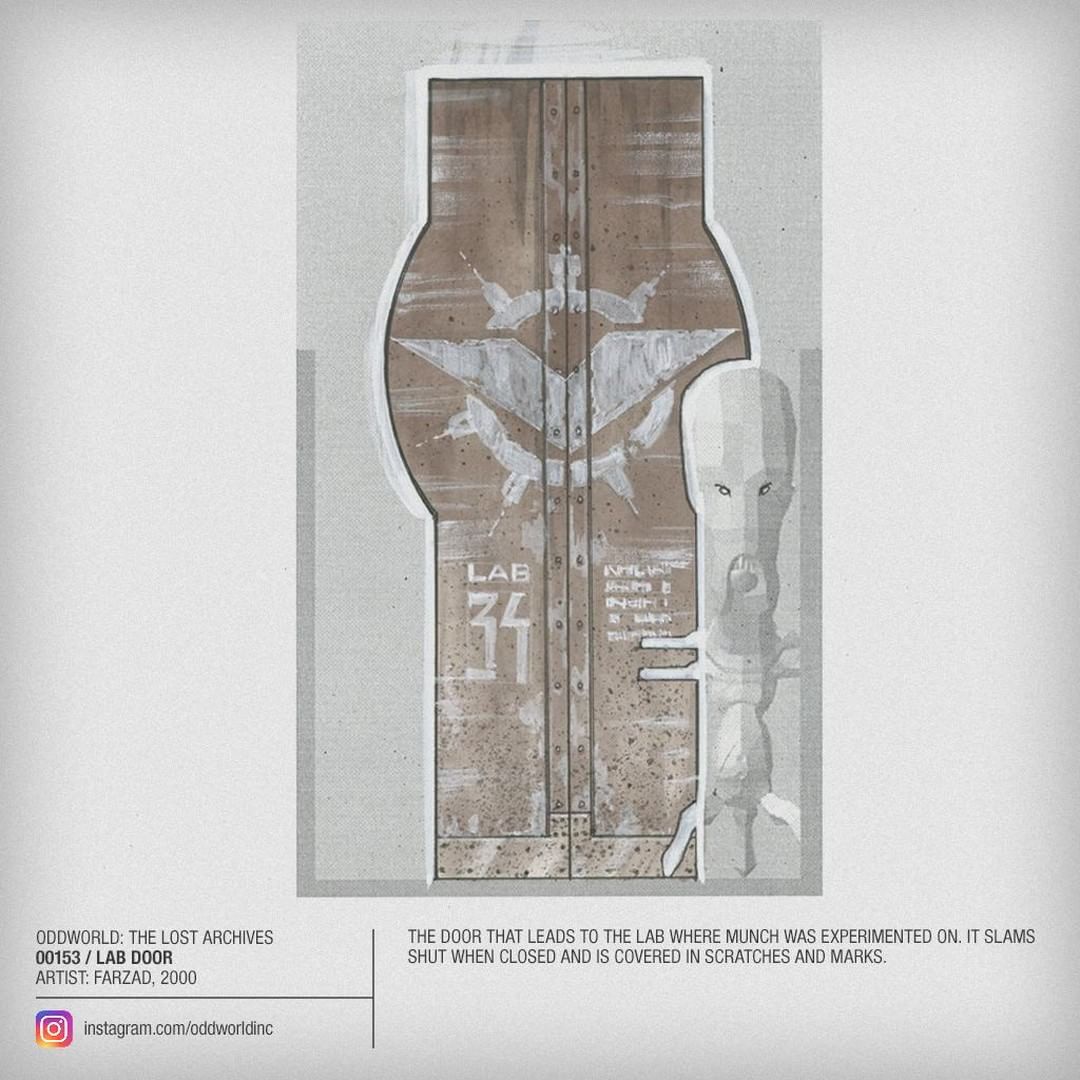 LAB
34
ODDWORLD: THE LOST ARCHIVES
00153 / LAB DOOR
ARTIST: FARZAD, 2000
instagram.com/oddworldinc
THE DOOR THAT LEADS TO THE LAB WHERE MUNCH WAS EXPERIMENTED ON. IT SLAMS
SHUT WHEN CLOSED AND IS COVERED IN SCRATCHES AND MARKS.